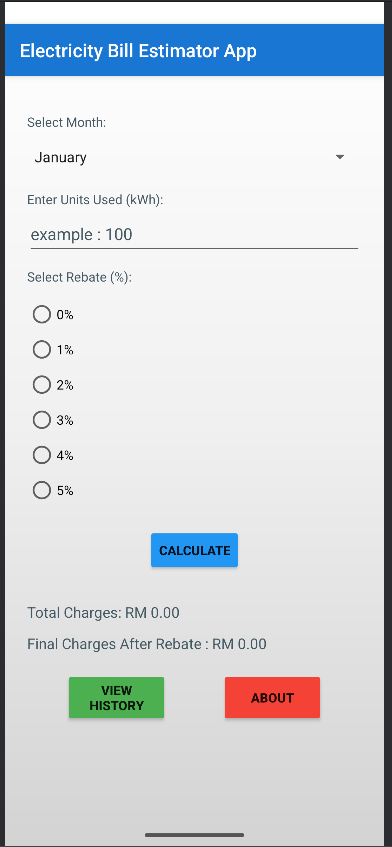 Electricity Bill Estimator App
Select Month:
January
Enter Units Used (kWh):
example : 100
Select Rebate (%):
0%
1%
2%
3%
4%
5%
CALCULATE
Total Charges: RM 0.00
Final Charges After Rebate : RM 0.00
VIEW
HISTORY
ABOUT